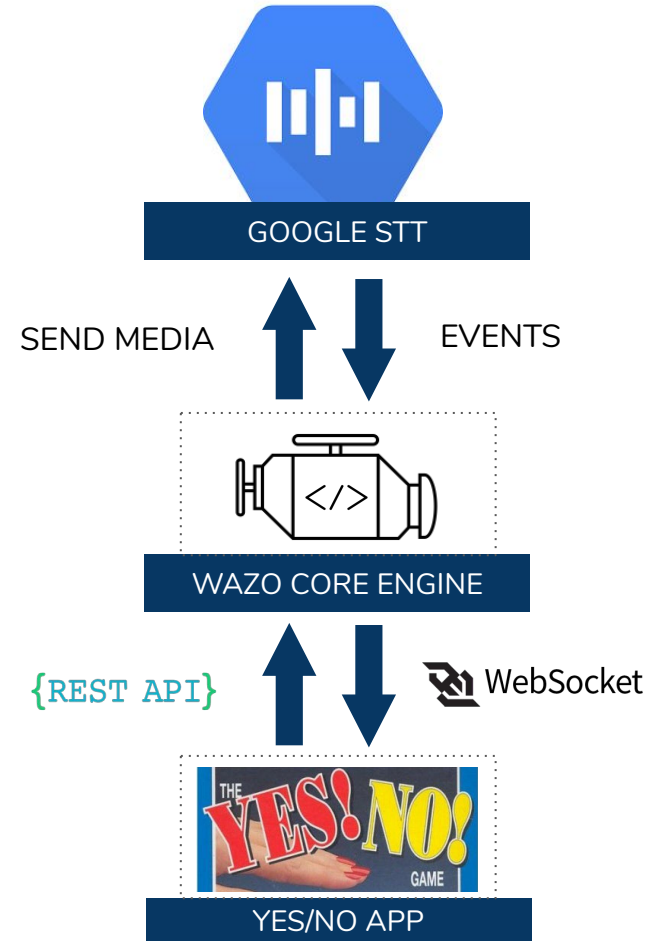 GOOGLE STT
SEND MEDIA
EVENTS
</>
WAZO CORE ENGINE
{REST API}
WebSocket
THE
YES! NO!
GAME
YES/NO APP